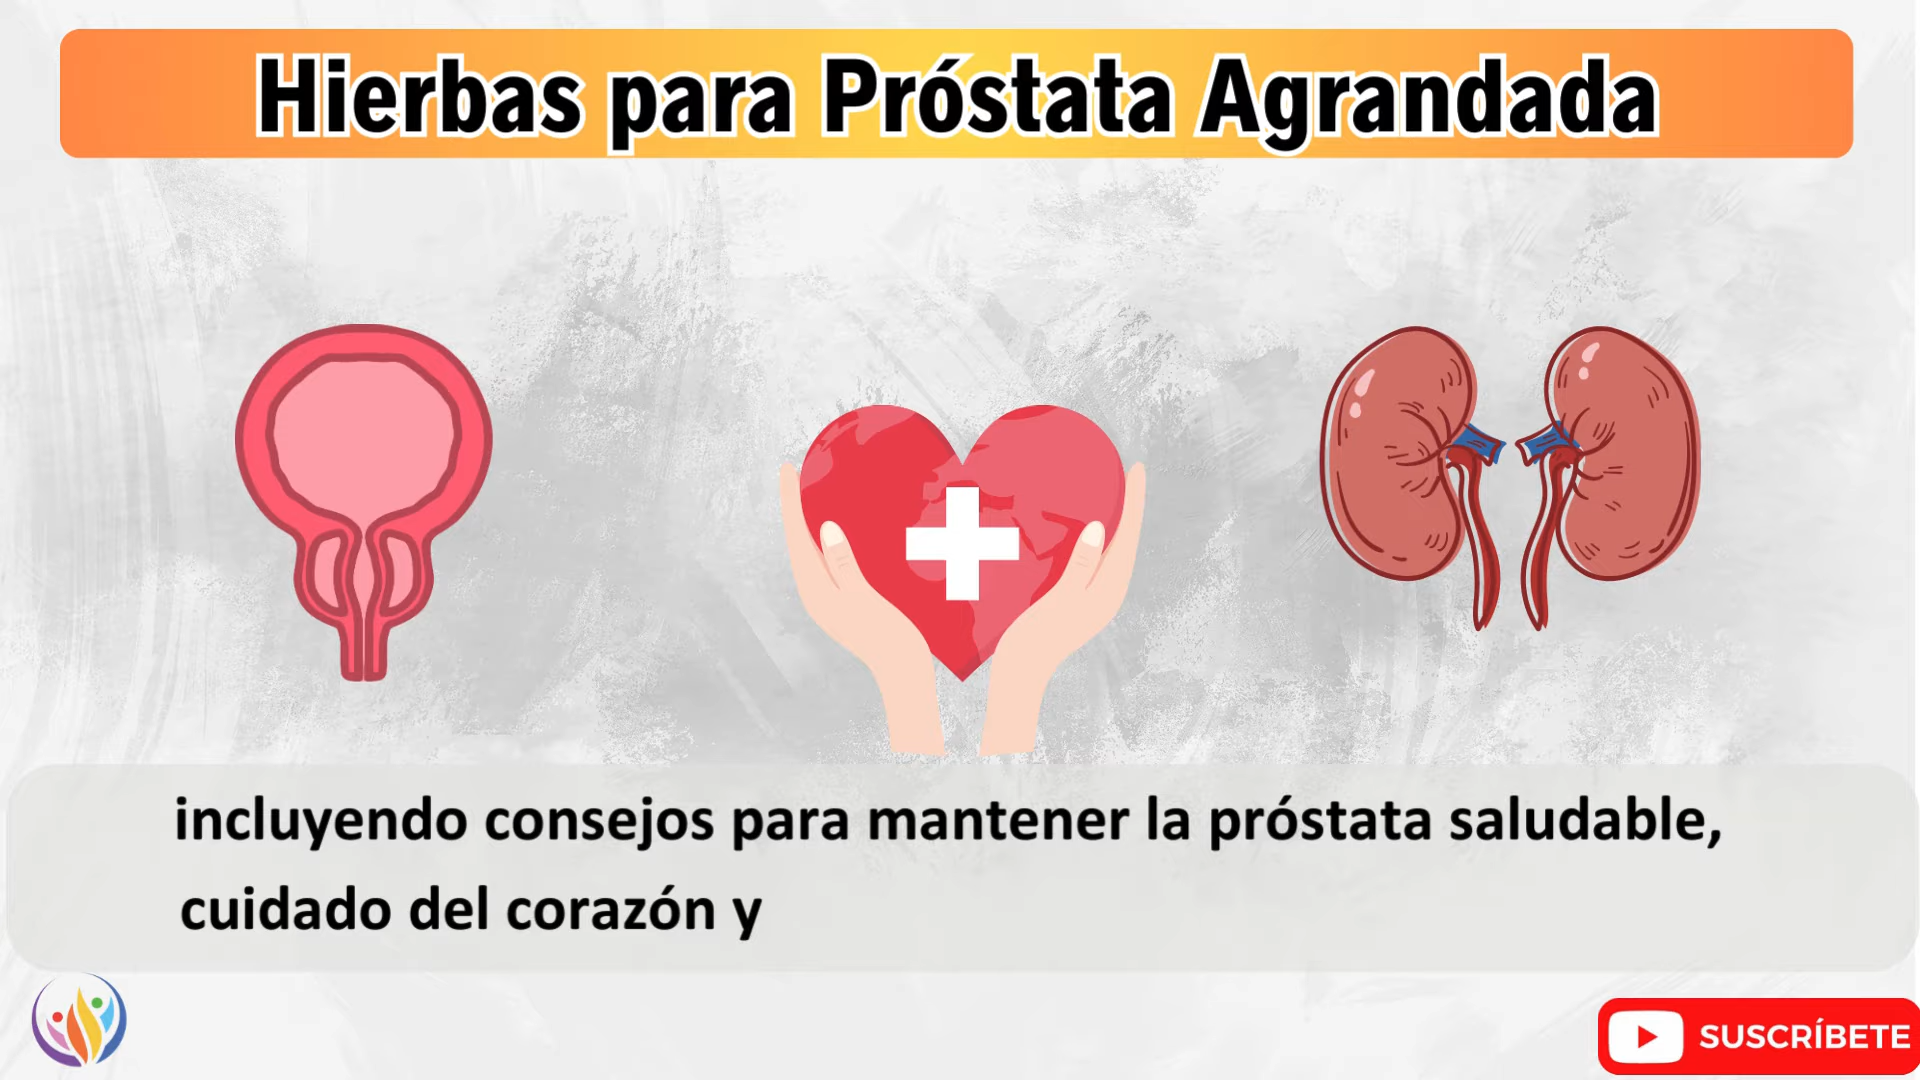 Hierbas para Próstata Agrandada
incluyendo consejos para mantener la próstata saludable,
cuidado del corazón y
SUSCRÍBETE